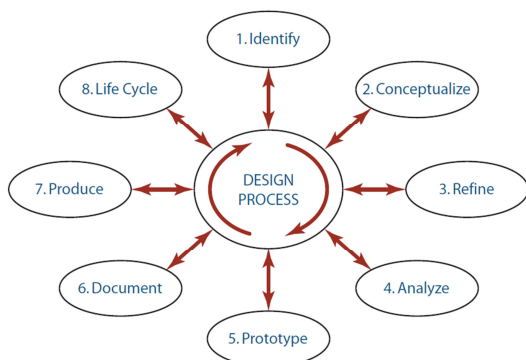 1. Identify
2. Conceptualize
3. Refine
4. Analyze
5. Prototype
6. Document
7. Produce
8. Life Cycle
DESIGN
PROCESS